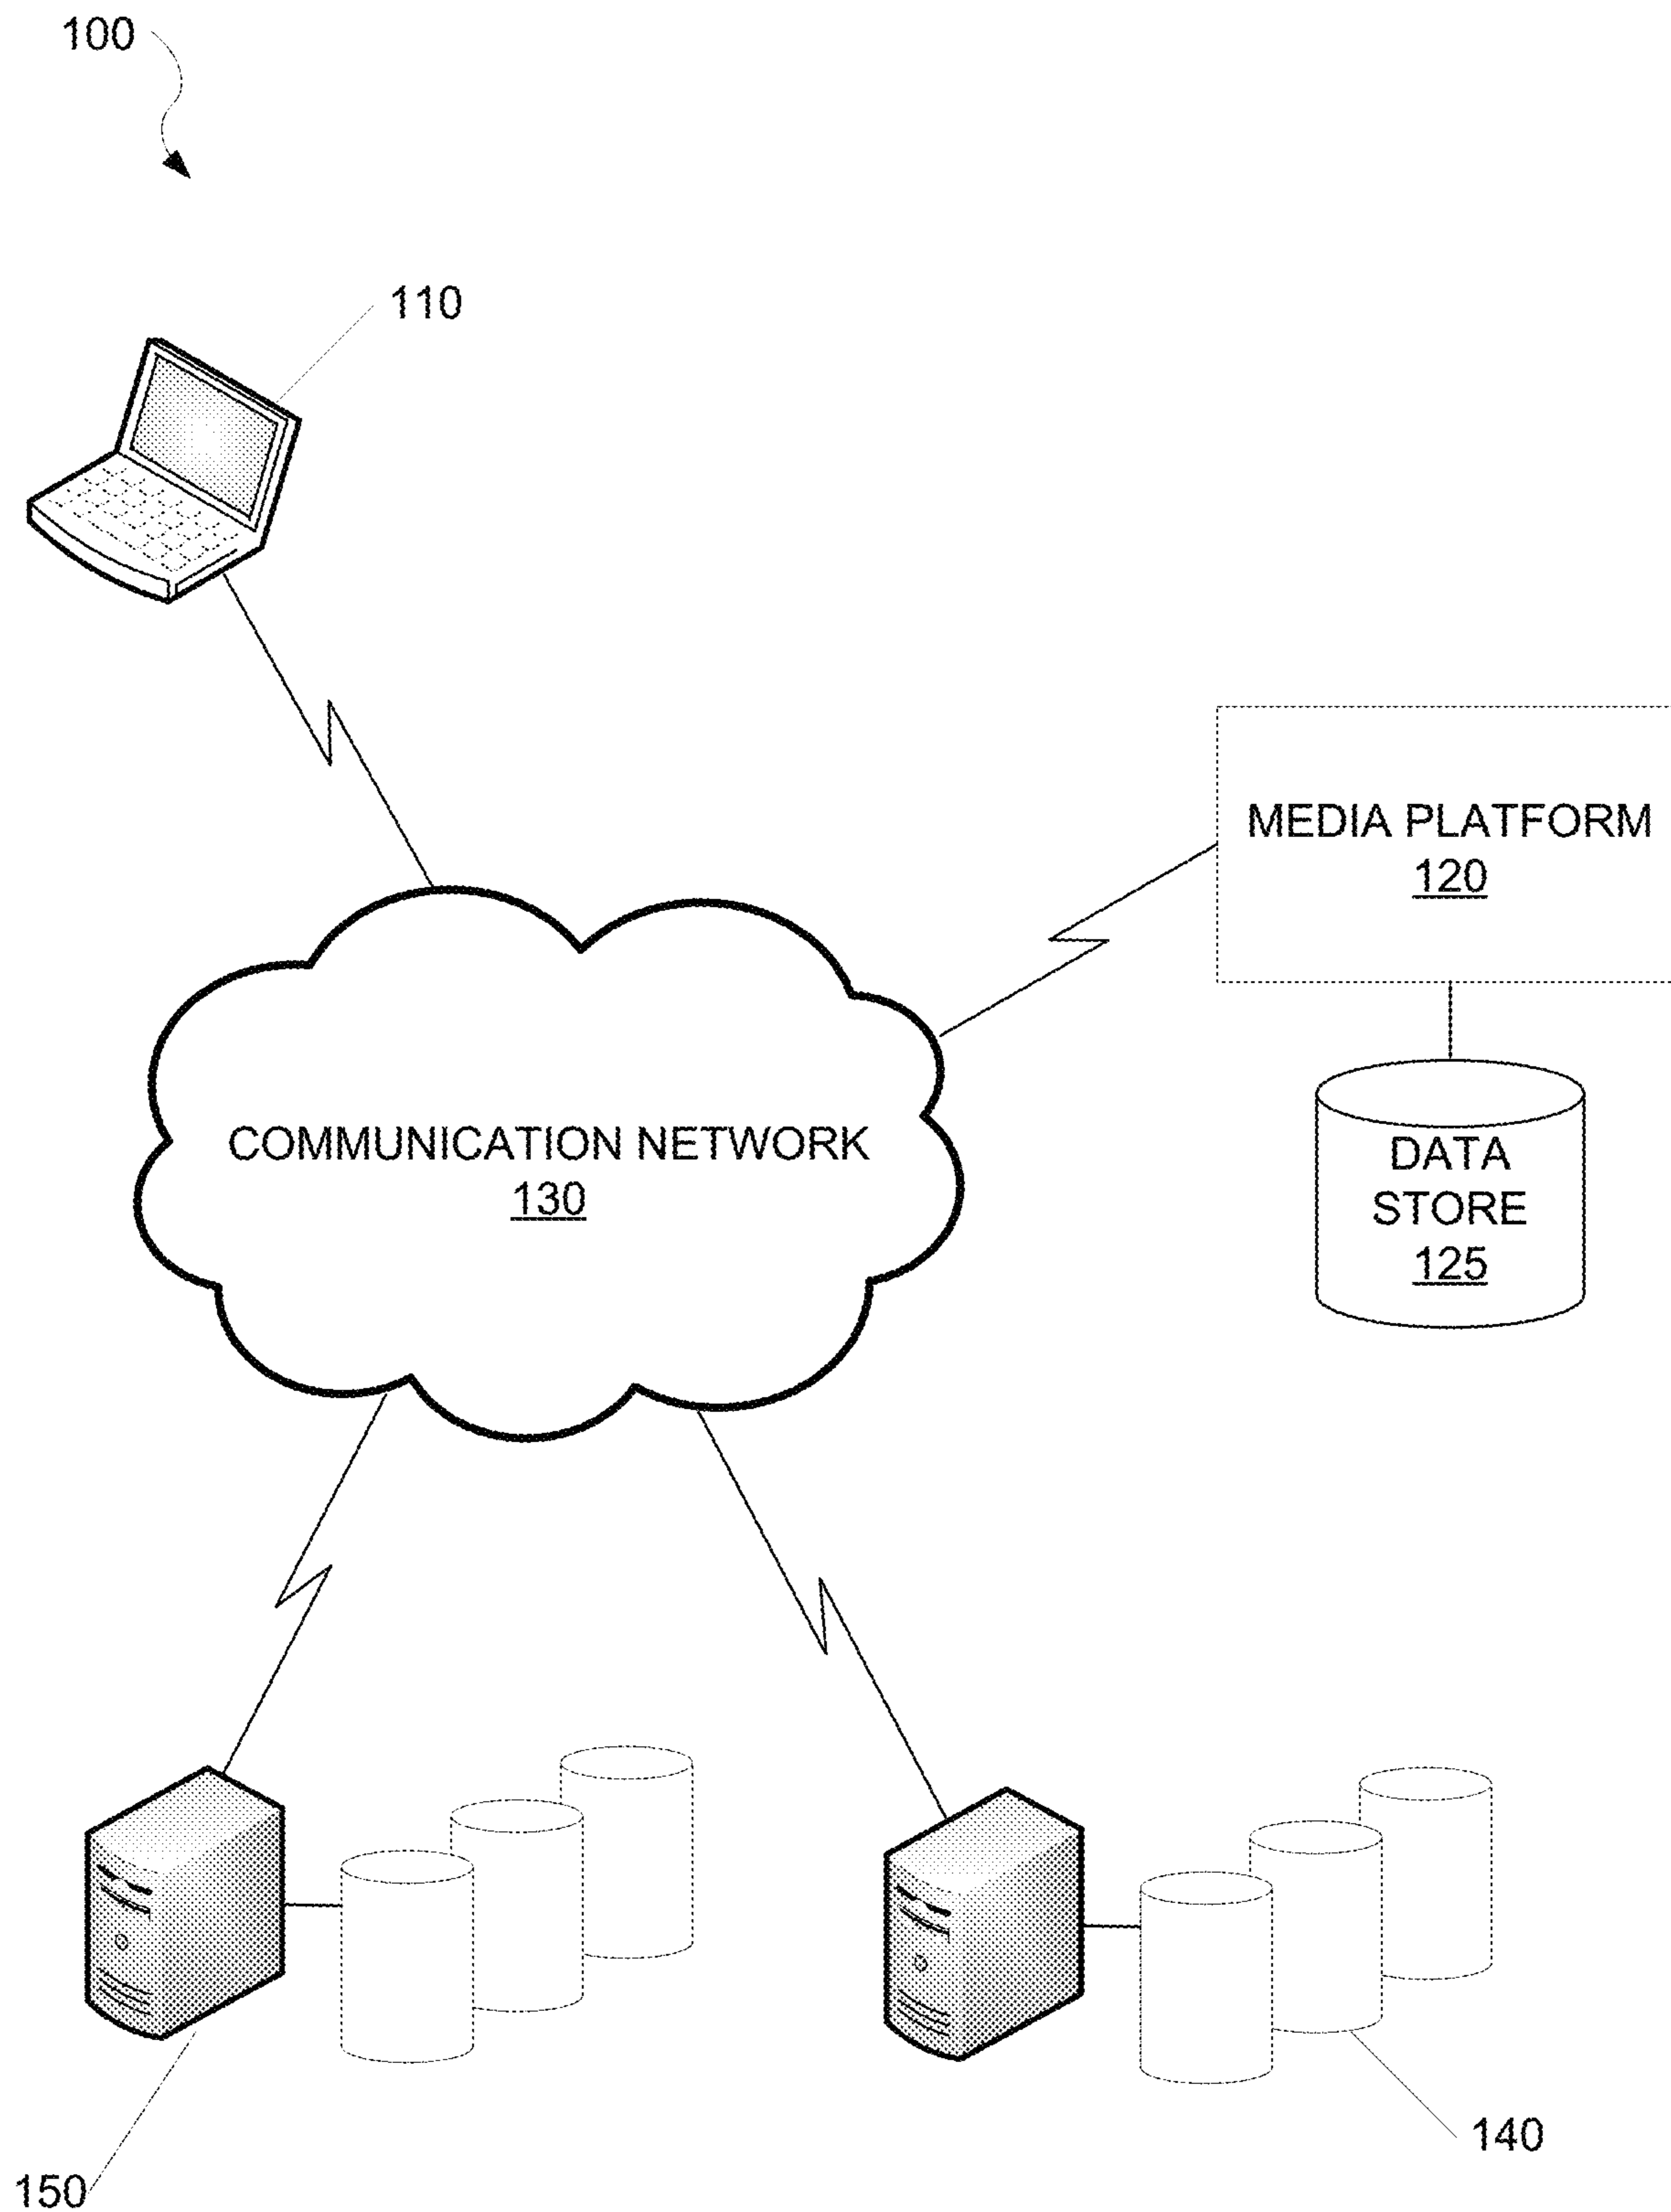 100
110
MEDIA PLATFORM
120
COMMUNICATION NETWORK
130
DATA
STORE
125
140
150